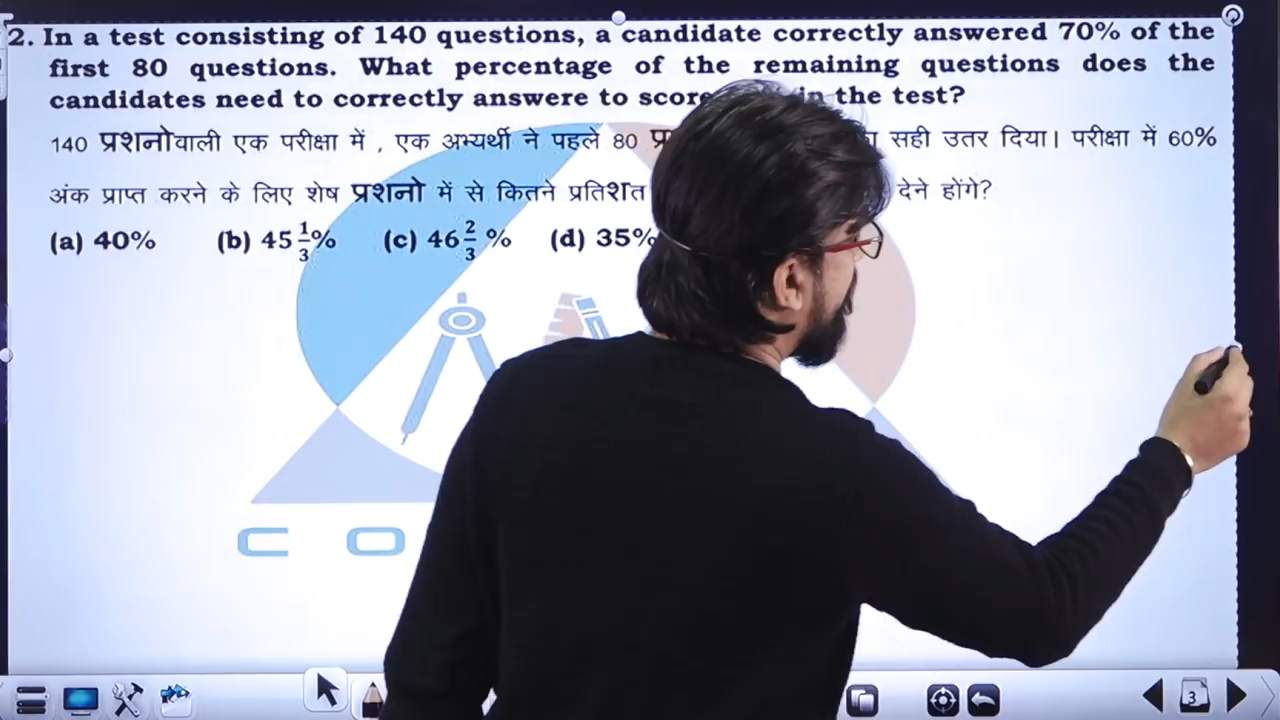 2. In a test consisting of 140 questions, a candidate correctly answered 70% of the
first 80 questions. What percentage of the remaining questions does the
candidates need to correctly answere to score in the test?
140 प्रशनोवाली एक परीक्षा में , एक अभ्यर्थी ने पहले 80 सही उतर दिया। परीक्षा में 60%
अंक प्राप्त करने के लिए शेष प्रशनो में से कितने प्रतिशत देने होंगे?
(a) 40% (b) 45 1/3% (c) 46 2/3 % (d) 35%
C O
3